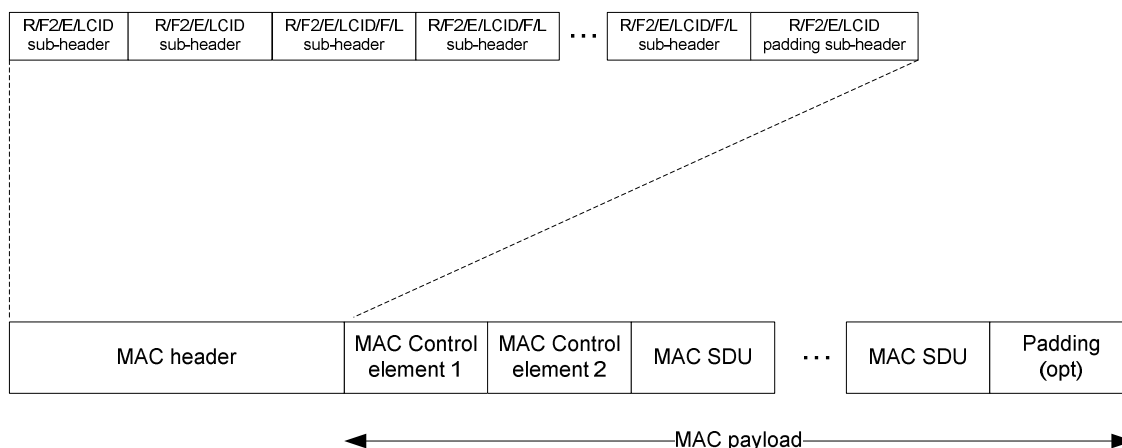 R/F2/E/LCID R/F2/E/LCID R/F2/E/LCID/F/L R/F2/E/LCID/F/L ... R/F2/E/LCID/F/L R/F2/E/LCID
sub-header sub-header sub-header sub-header sub-header padding sub-header
MAC header MAC Control MAC Control MAC SDU ... MAC SDU Padding
element 1 element 2 (opt)
MAC payload